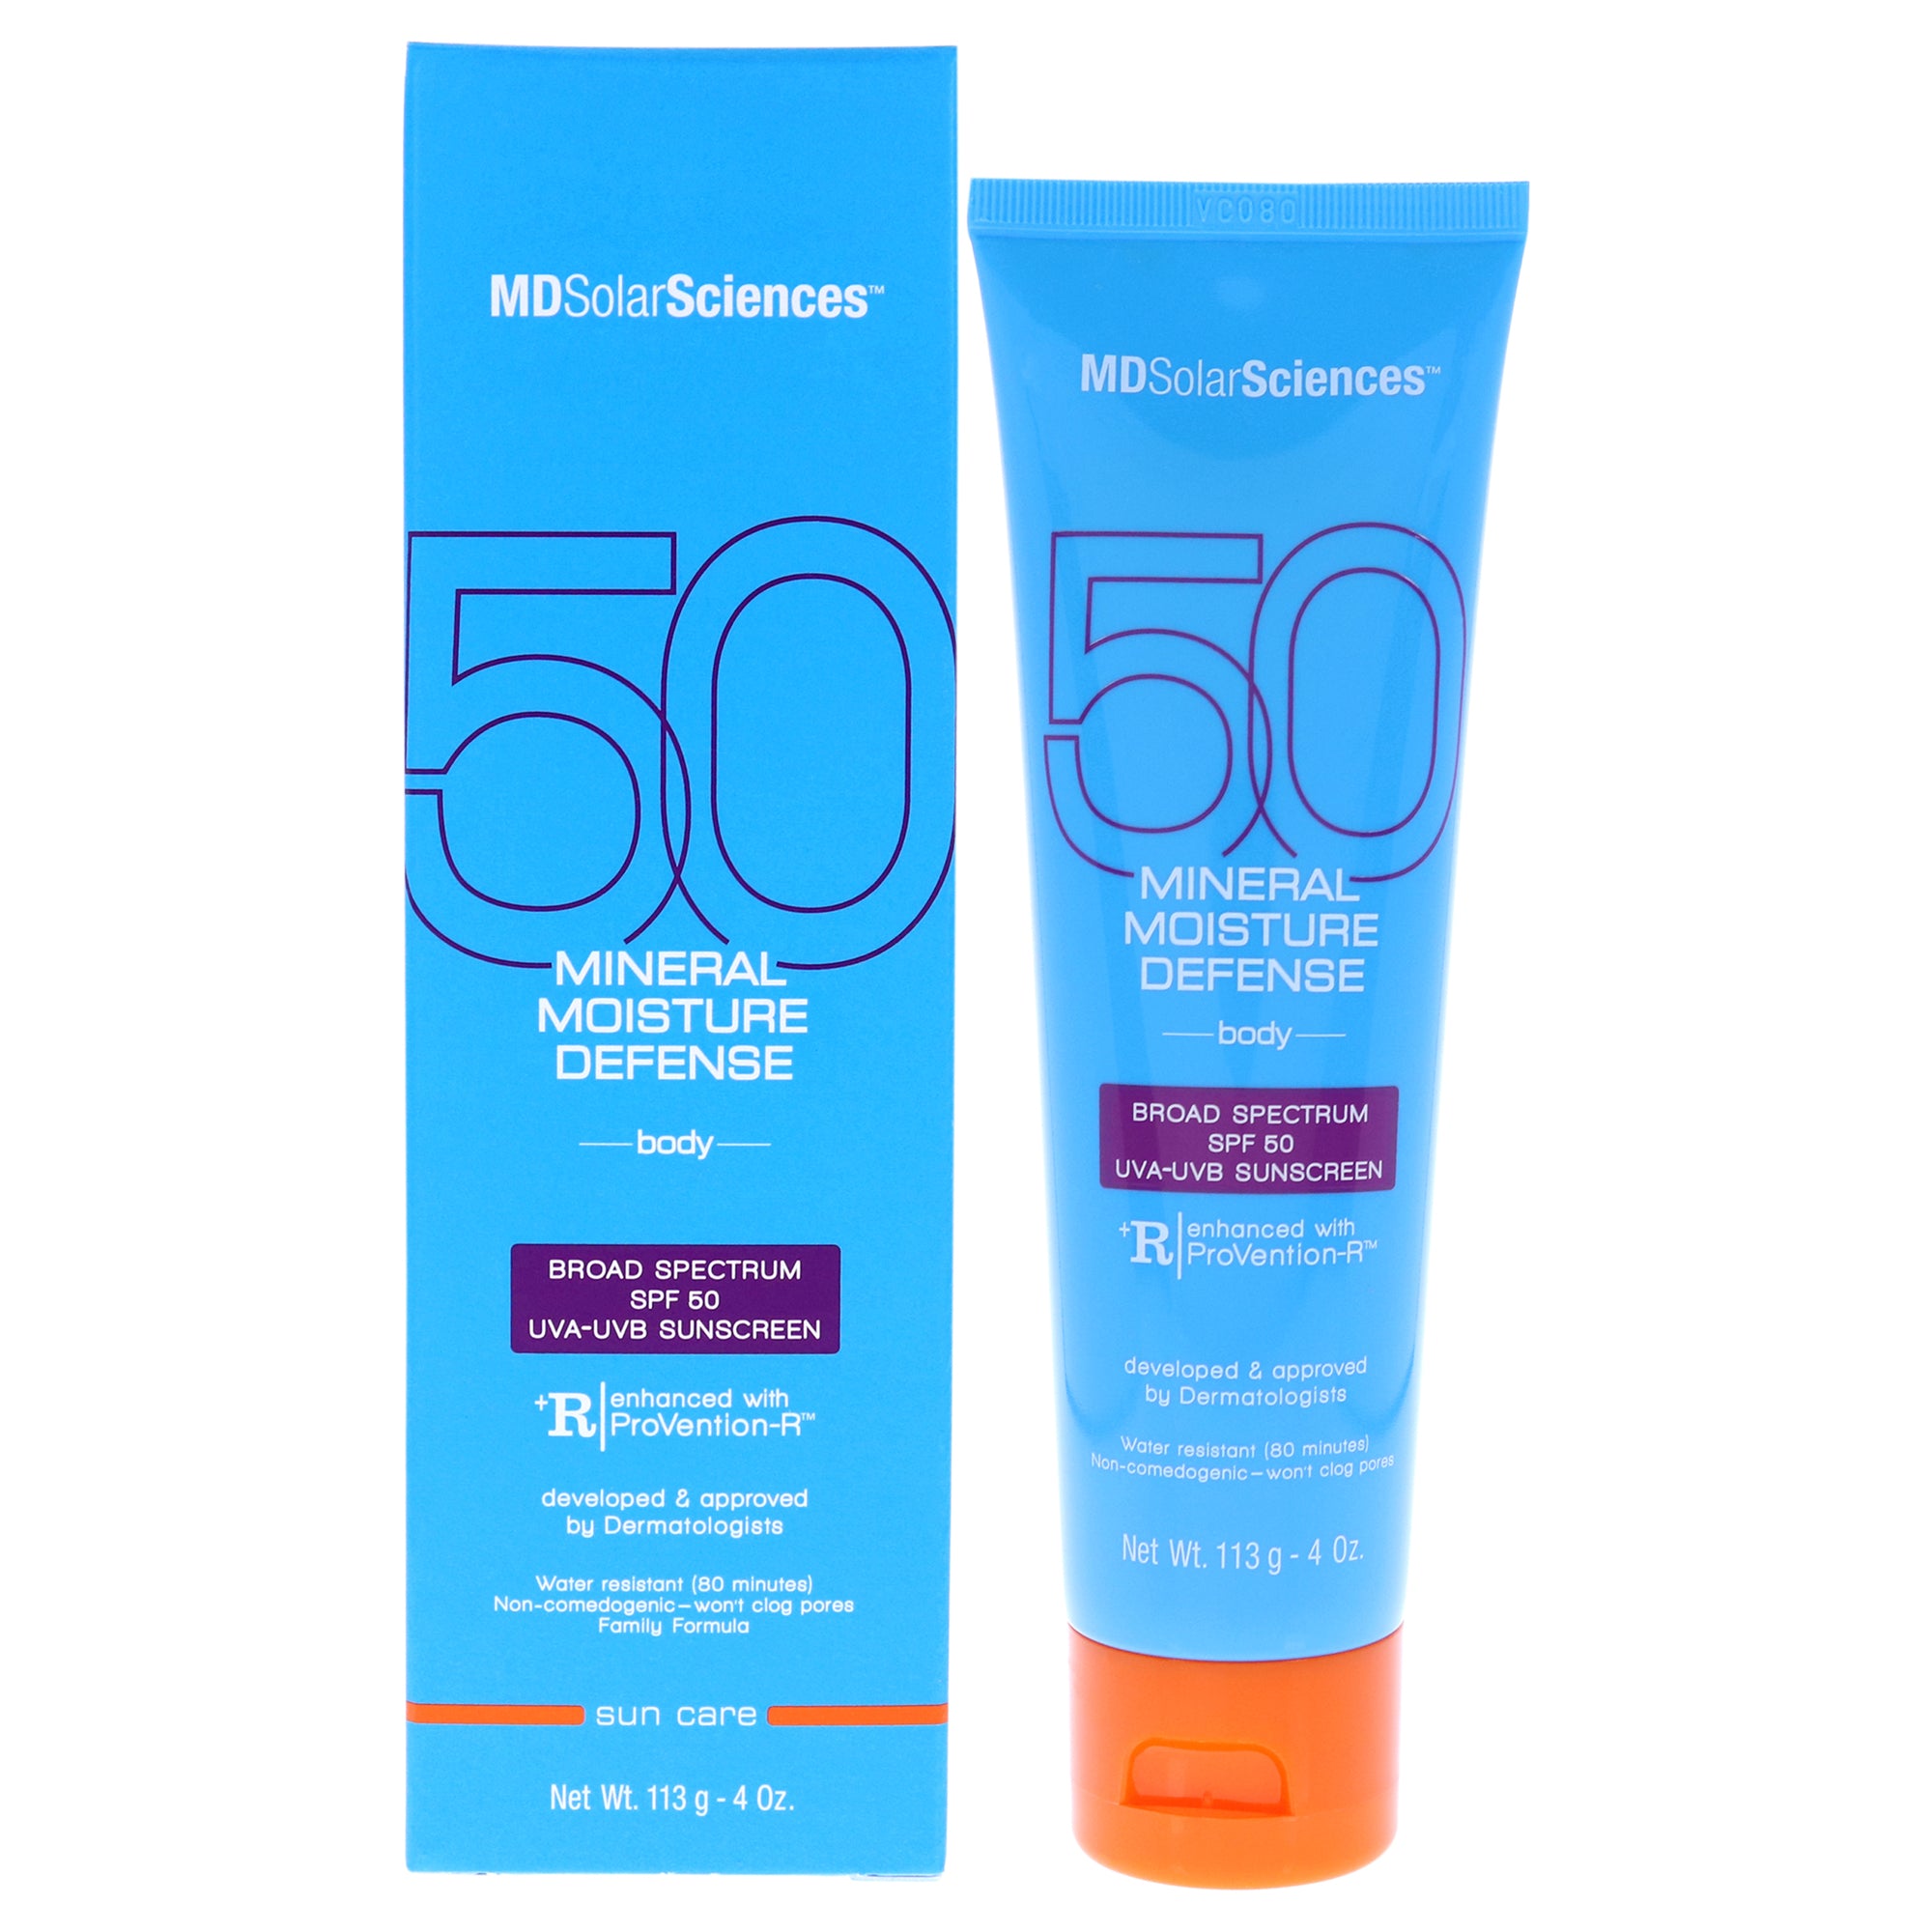 MDSolarSciences™
50
MINERAL
MOISTURE
DEFENSE
body
BROAD SPECTRUM
SPF 50
UVA-UVB SUNSCREEN
+R enhanced with
ProVention-R™
developed & approved
by Dermatologists
Water resistant (80 minutes)
Non-comedogenic—won't clog pores
Family Formula
sun care
Net Wt. 113 g - 4 Oz.
VC080
MDSolarSciences™
50
MINERAL
MOISTURE
DEFENSE
body
BROAD SPECTRUM
SPF 50
UVA-UVB SUNSCREEN
+R enhanced with
ProVention-R™
developed & approved
by Dermatologists
Water resistant (80 minutes)
Non-comedogenic—won't clog pores
Net Wt. 113 g - 4 Oz.